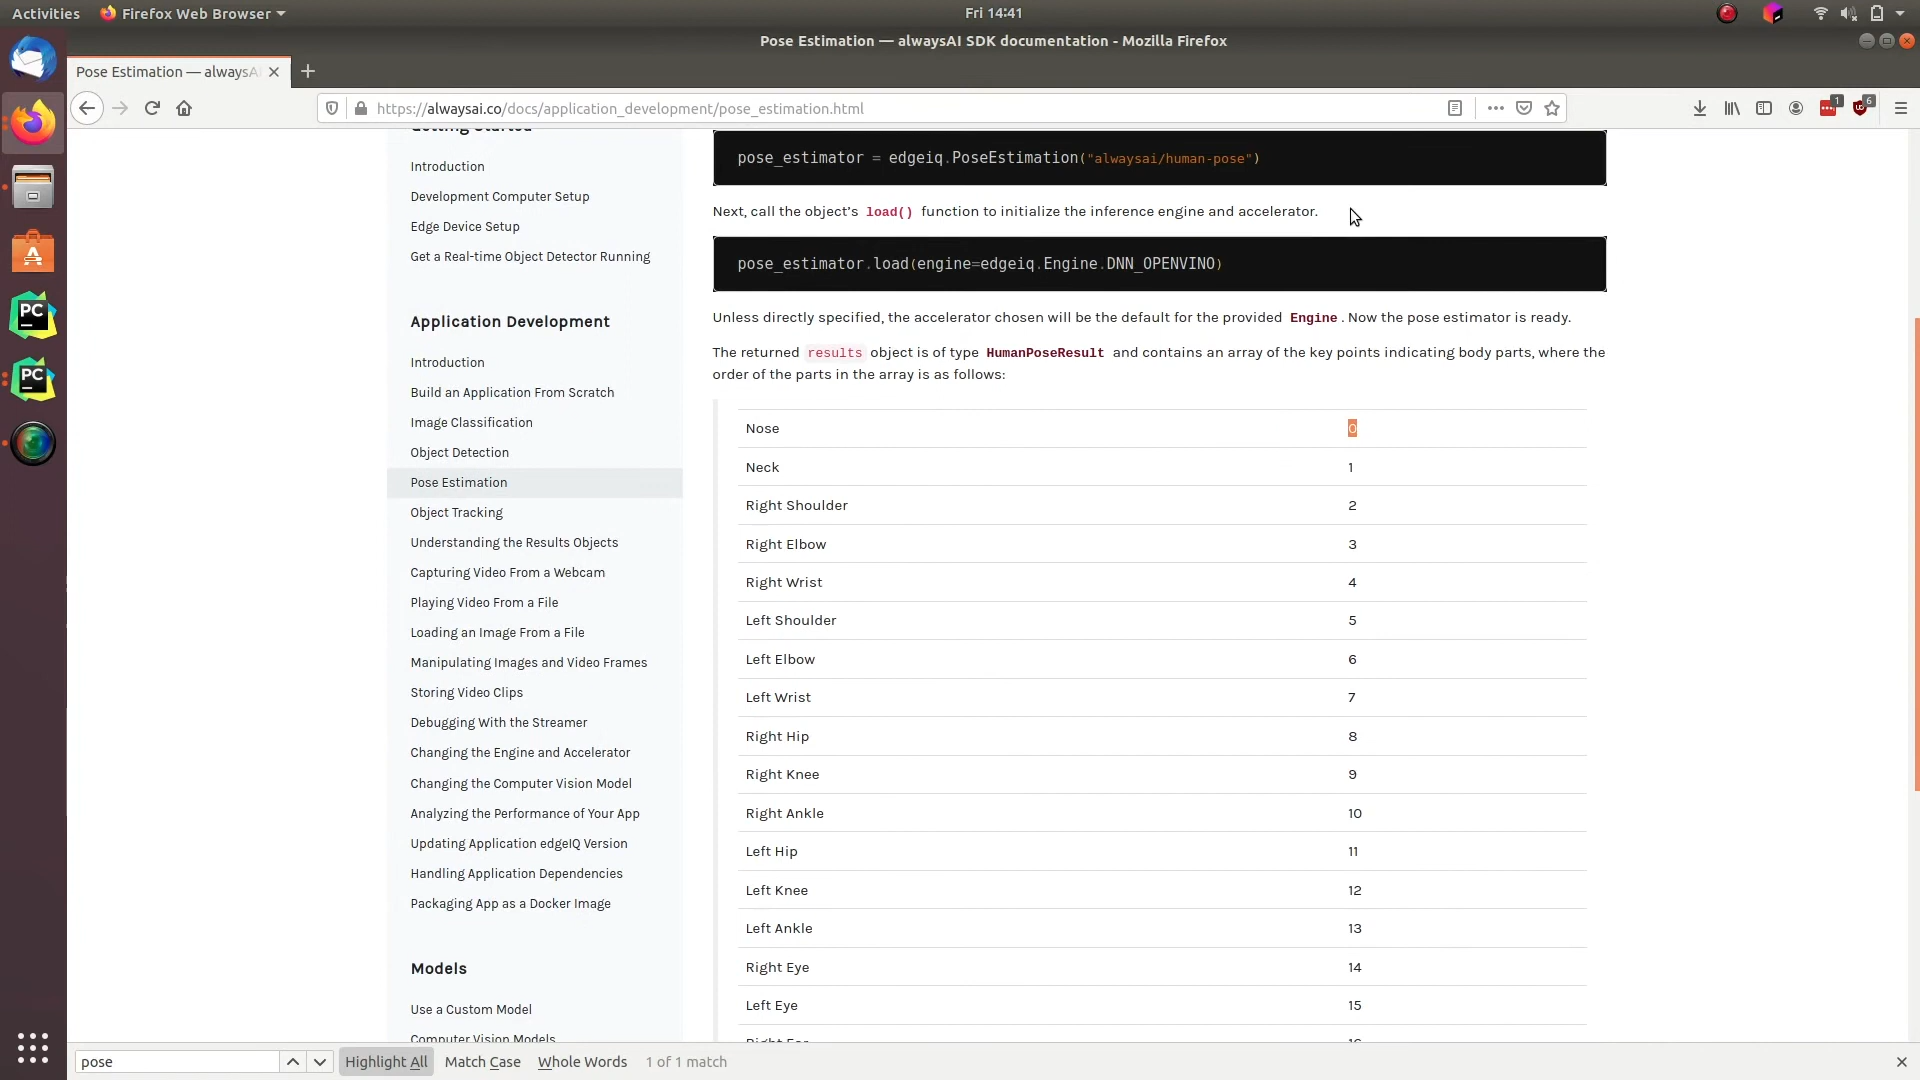 Activities
Firefox Web Browser
Fri 14:41
Pose Estimation — alwaysAI SDK documentation - Mozilla Firefox
Pose Estimation — alwaysA
https://alwaysai.co/docs/application_development/pose_estimation.html
1
6
Getting Started
Introduction
Development Computer Setup
Edge Device Setup
Get a Real-time Object Detector Running
Application Development
Introduction
Build an Application From Scratch
Image Classification
Object Detection
Pose Estimation
Object Tracking
Understanding the Results Objects
Capturing Video From a Webcam
Playing Video From a File
Loading an Image From a File
Manipulating Images and Video Frames
Storing Video Clips
Debugging With the Streamer
Changing the Engine and Accelerator
Changing the Computer Vision Model
Analyzing the Performance of Your App
Updating Application edgeIQ Version
Handling Application Dependencies
Packaging App as a Docker Image
Models
Use a Custom Model
Computer Vision Models
pose_estimator = edgeiq.PoseEstimation("alwaysai/human-pose")
Next, call the object’s load() function to initialize the inference engine and accelerator.
pose_estimator.load(engine=edgeiq.Engine.DNN_OPENVINO)
Unless directly specified, the accelerator chosen will be the default for the provided Engine. Now the pose estimator is ready.
The returned results object is of type HumanPoseResult and contains an array of the key points indicating body parts, where the
order of the parts in the array is as follows:
Nose 0
Neck 1
Right Shoulder 2
Right Elbow 3
Right Wrist 4
Left Shoulder 5
Left Elbow 6
Left Wrist 7
Right Hip 8
Right Knee 9
Right Ankle 10
Left Hip 11
Left Knee 12
Left Ankle 13
Right Eye 14
Left Eye 15
Right Ear 16
PC
PC
pose
Highlight All
Match Case
Whole Words
1 of 1 match